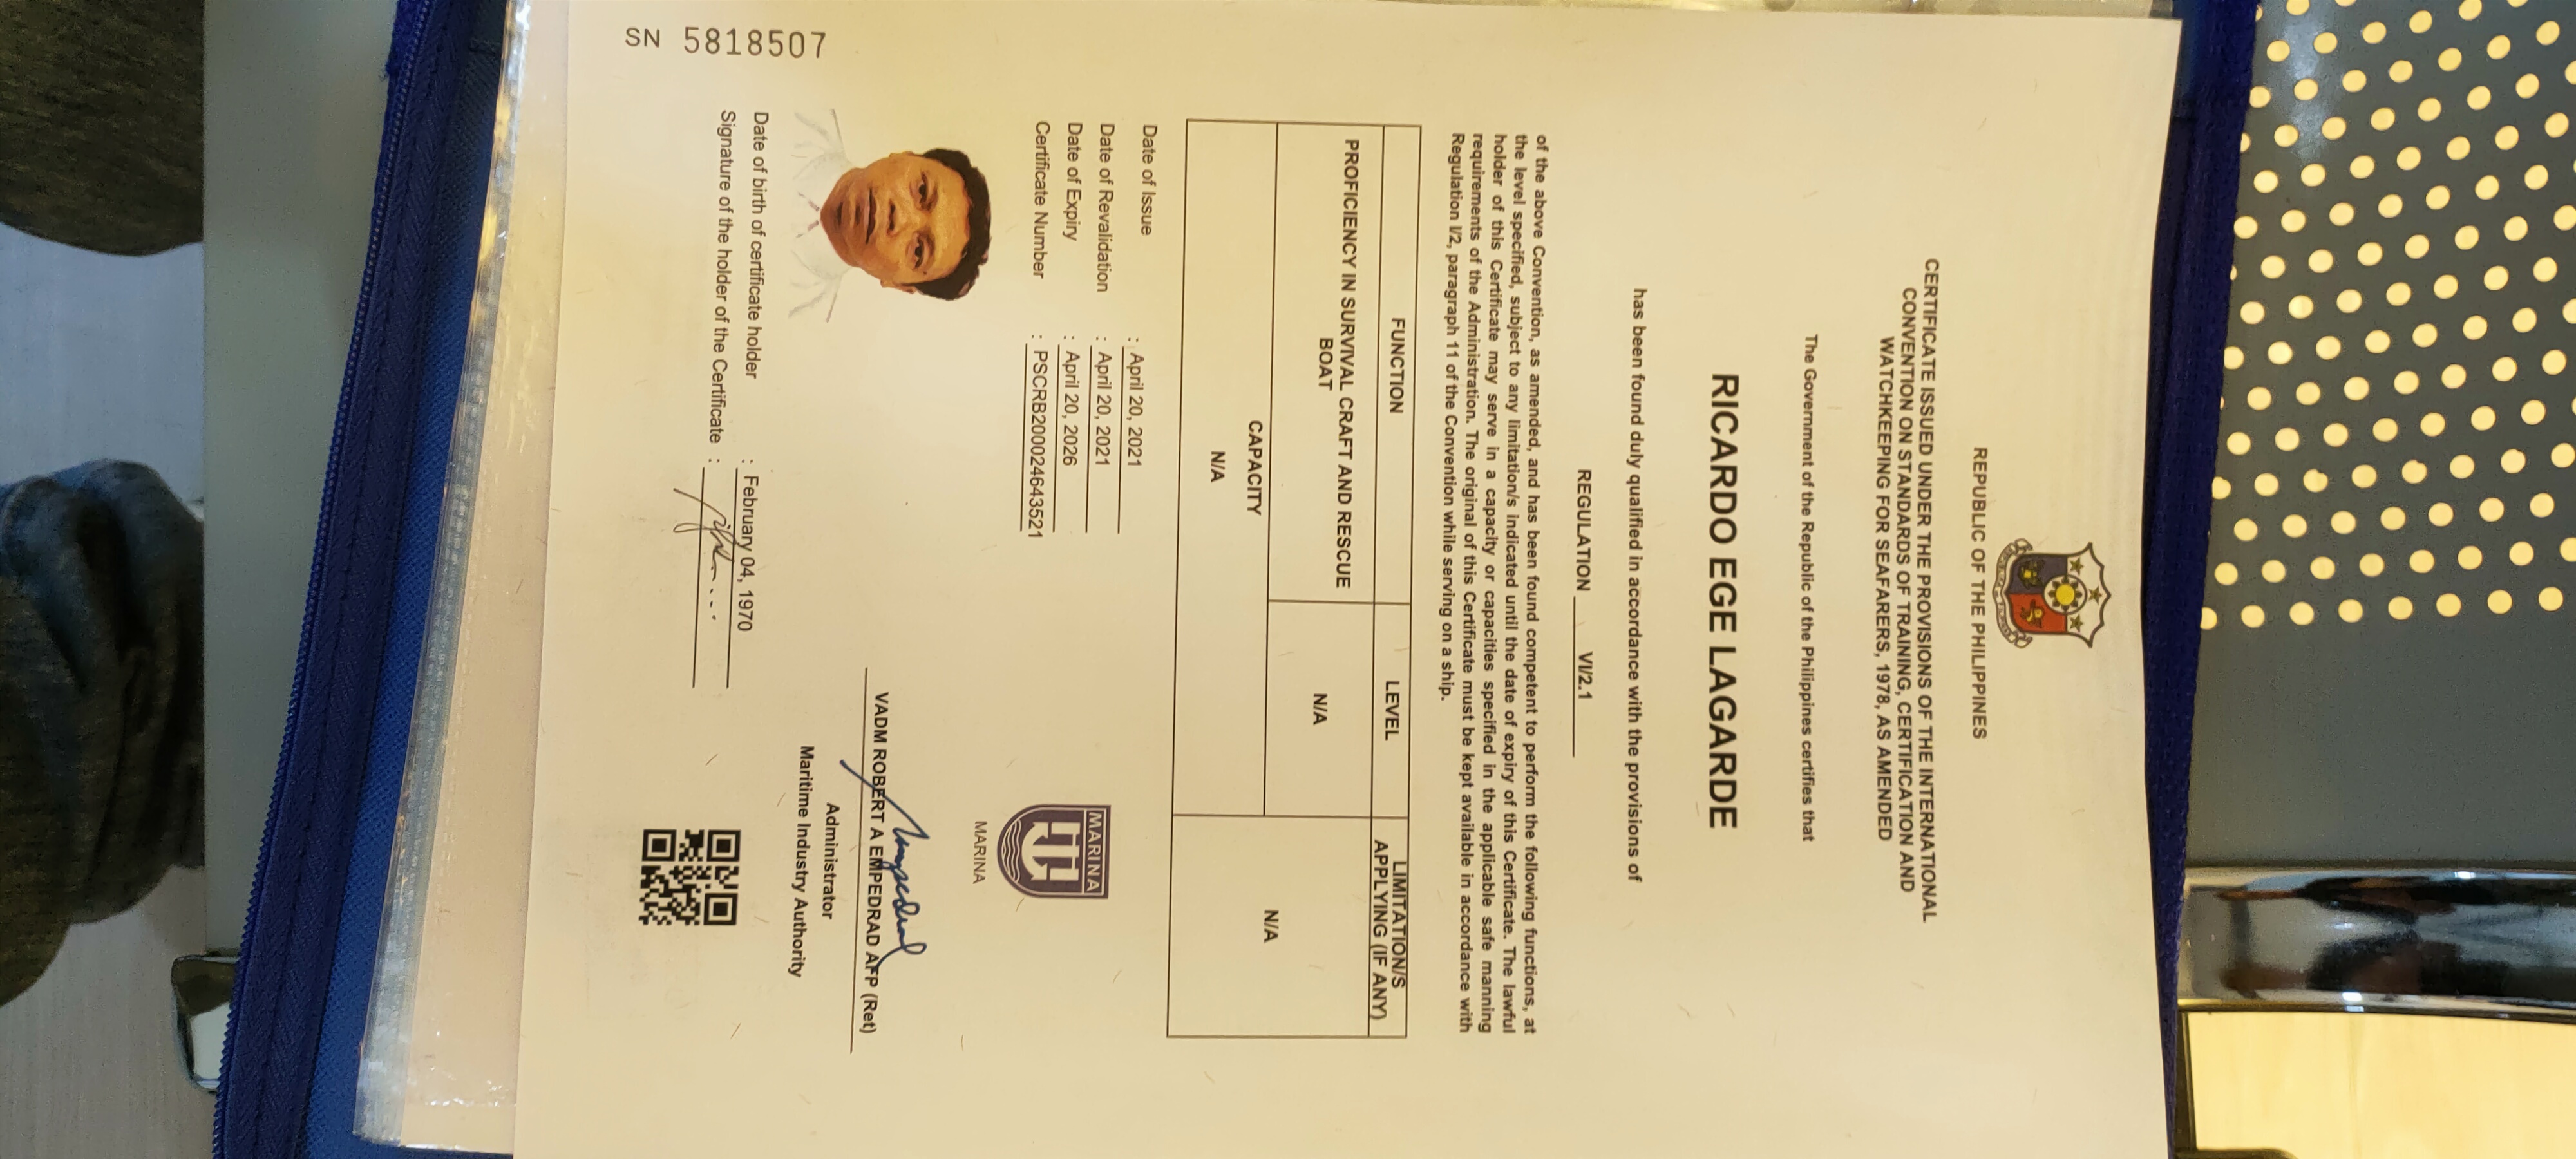 REPUBLIC OF THE PHILIPPINES
CERTIFICATE ISSUED UNDER THE PROVISIONS OF THE INTERNATIONAL
CONVENTION ON STANDARDS OF TRAINING, CERTIFICATION AND
WATCHKEEPING FOR SEAFARERS, 1978, AS AMENDED
The Government of the Republic of the Philippines certifies that
RICARDO EGE LAGARDE
has been found duly qualified in accordance with the provisions of
REGULATION VI/2.1
of the above Convention, as amended, and has been found competent to perform the following functions, at
the level specified, subject to any limitation/s indicated until the date of expiry of this Certificate. The lawful
holder of this Certificate may serve in a capacity or capacities specified in the applicable safe manning
requirements of the Administration. The original of this Certificate must be kept available in accordance with
Regulation I/2, paragraph 11 of the Convention while serving on a ship.
FUNCTION LEVEL LIMITATION/S
APPLYING (IF ANY)
PROFICIENCY IN SURVIVAL CRAFT AND RESCUE
BOAT
N/A
N/A
CAPACITY
N/A
Date of Issue : April 20, 2021
Date of Revalidation : April 20, 2021
Date of Expiry : April 20, 2026
Certificate Number : PSCRB200024643521
MARINA
MARINA
VADM ROBERT A EMPEDRAD AFP (Ret)
Administrator
Maritime Industry Authority
Date of birth of certificate holder : February 04, 1970
Signature of the holder of the Certificate :
SN 5818507